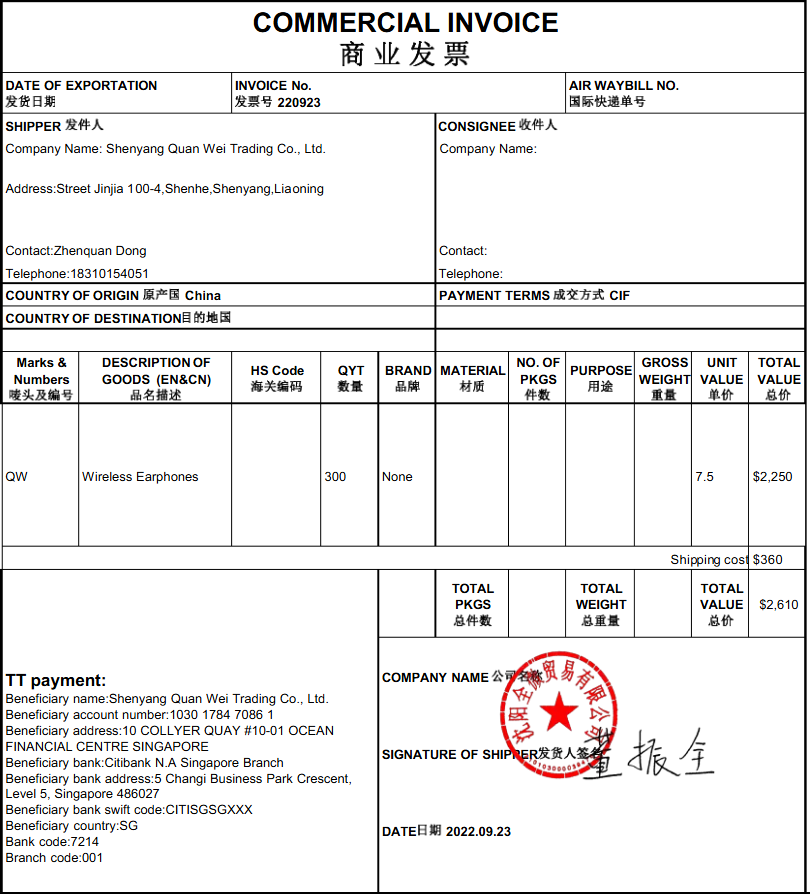 COMMERCIAL INVOICE
商业发票
DATE OF EXPORTATION
发货日期
INVOICE No.
发票号 220923
AIR WAYBILL NO.
国际快递单号
SHIPPER 发件人
Company Name: Shenyang Quan Wei Trading Co., Ltd.
Address:Street Jinjia 100-4,Shenhe,Shenyang,Liaoning
Contact:Zhenquan Dong
Telephone:18310154051
CONSIGNEE 收件人
Company Name:
Contact:
Telephone:
COUNTRY OF ORIGIN 原产国 China
PAYMENT TERMS 成交方式 CIF
COUNTRY OF DESTINATION目的地国
Marks &
Numbers
唛头及编号
DESCRIPTION OF
GOODS (EN&CN)
品名描述
HS Code
海关编码
QYT
数量
BRAND
品牌
MATERIAL
材质
NO. OF
PKGS
件数
PURPOSE
用途
GROSS
WEIGHT
重量
UNIT
VALUE
单价
TOTAL
VALUE
总价
QW
Wireless Earphones
300
None
7.5
$2,250
Shipping cost $360
TOTAL
PKGS
总件数
TOTAL
WEIGHT
总重量
TOTAL
VALUE
总价
$2,610
TT payment:
Beneficiary name:Shenyang Quan Wei Trading Co., Ltd.
Beneficiary account number:1030 1784 7086 1
Beneficiary address:10 COLLYER QUAY #10-01 OCEAN
FINANCIAL CENTRE SINGAPORE
Beneficiary bank:Citibank N.A Singapore Branch
Beneficiary bank address:5 Changi Business Park Crescent,
Level 5, Singapore 486027
Beneficiary bank swift code:CITISGSGXXX
Beneficiary country:SG
Bank code:7214
Branch code:001
COMPANY NAME 公司名称
SIGNATURE OF SHIPPER发货人签名
董振全
DATE日期 2022.09.23